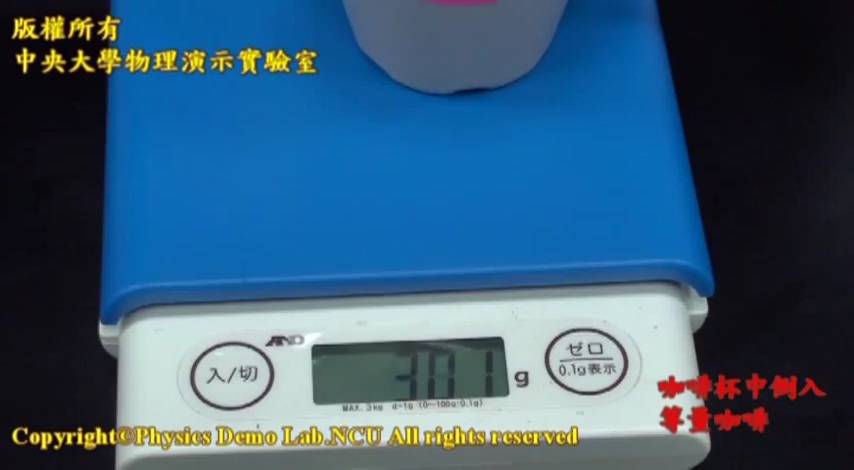 版權所有
中央大學物理演示實驗室
AND
入/切
301 g
ゼロ
0.1g表示
MAX. 3kg d=1g (0~100g:0.1g)
咖啡杯中倒入
等量咖啡
Copyright©Physics Demo Lab.NCU All rights reserved